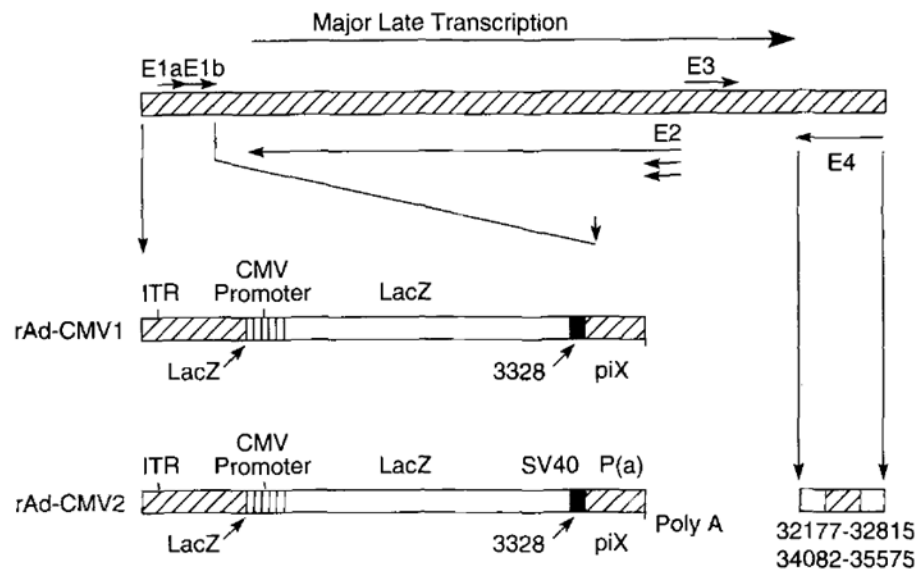 Major Late Transcription
E1aE1b
E3
E2
E4
CMV
ITR Promoter LacZ
rAd-CMV1
LacZ 3328 piX
CMV
ITR Promoter LacZ SV40 P(a)
rAd-CMV2
Poly A
LacZ 3328 piX
32177-32815
34082-35575